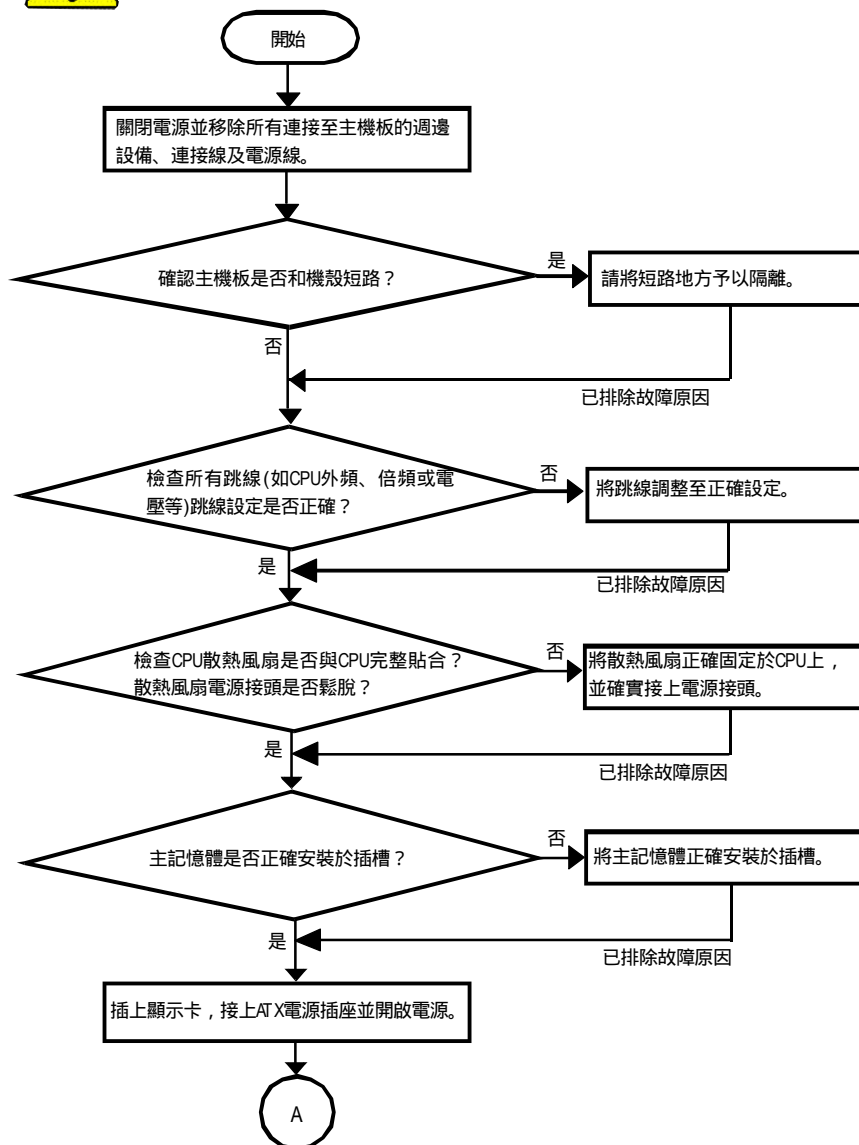 開始
關閉電源並移除所有連接至主機板的週邊
設備、連接線及電源線。
確認主機板是否和機殼短路？
是
請將短路地方予以隔離。
否
已排除故障原因
檢查所有跳線(如CPU外頻、倍頻或電
壓等)跳線設定是否正確？
否
將跳線調整至正確設定。
是
已排除故障原因
檢查CPU散熱風扇是否與CPU完整貼合？
散熱風扇電源接頭是否鬆脫？
否
將散熱風扇正確固定於CPU上，
並確實接上電源接頭。
是
已排除故障原因
主記憶體是否正確安裝於插槽？
否
將主記憶體正確安裝於插槽。
是
已排除故障原因
插上顯示卡，接上ATX電源插座並開啟電源。
A